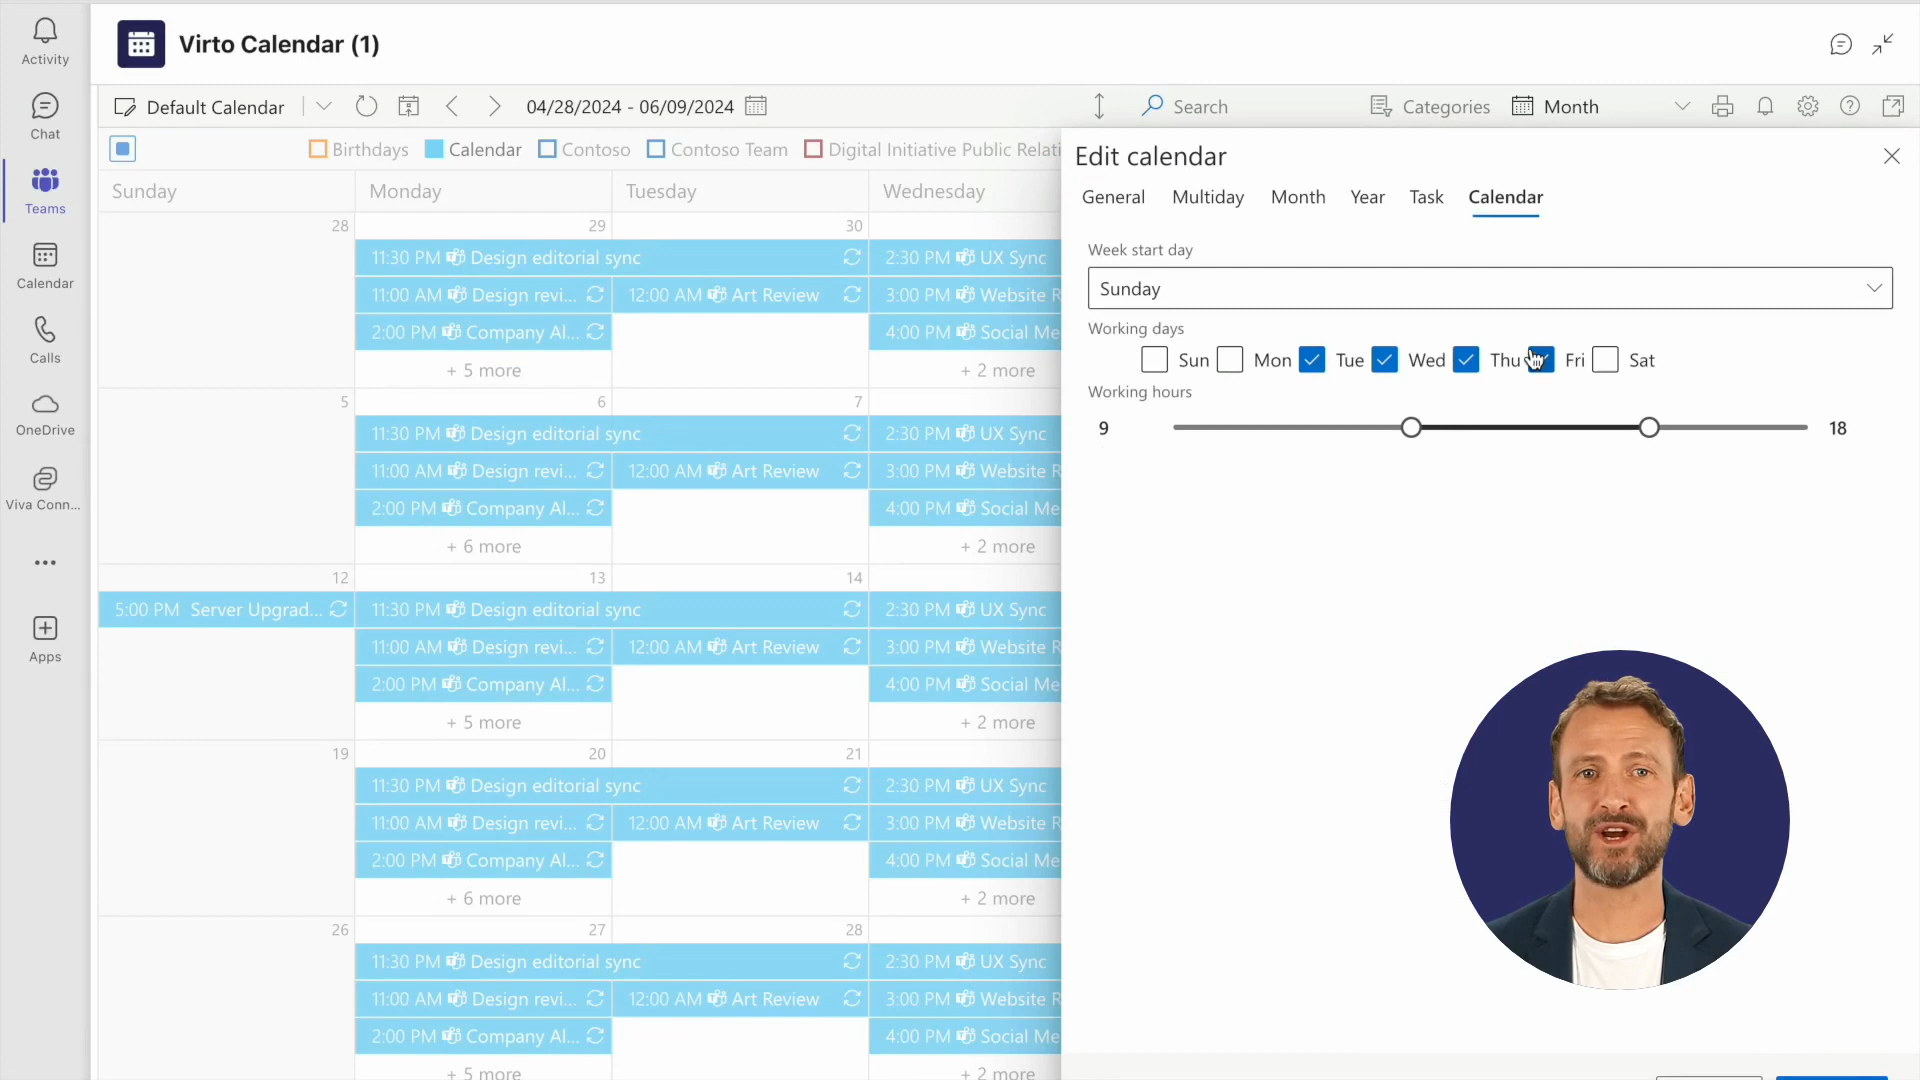 Virto Calendar (1)
Activity
Chat
Teams
Calendar
Calls
OneDrive
Viva Conn...
Apps
Default Calendar
04/28/2024 - 06/09/2024
Search
Categories
Month
Birthdays
Calendar
Contoso
Contoso Team
Digital Initiative Public Relati
Sunday
Monday
Tuesday
Wednesday
28
29
30
11:30 PM Design editorial sync
2:30 PM UX Sync
11:00 AM Design revi...
12:00 AM Art Review
3:00 PM Website R
2:00 PM Company Al...
4:00 PM Social Me
+ 5 more
+ 2 more
5
6
7
11:30 PM Design editorial sync
2:30 PM UX Sync
11:00 AM Design revi...
12:00 AM Art Review
3:00 PM Website R
2:00 PM Company Al...
4:00 PM Social Me
+ 6 more
+ 2 more
12
13
14
5:00 PM Server Upgrad...
11:30 PM Design editorial sync
2:30 PM UX Sync
11:00 AM Design revi...
12:00 AM Art Review
3:00 PM Website R
2:00 PM Company Al...
4:00 PM Social Me
+ 5 more
+ 2 more
19
20
21
11:30 PM Design editorial sync
2:30 PM UX Sync
11:00 AM Design revi...
12:00 AM Art Review
3:00 PM Website R
2:00 PM Company Al...
4:00 PM Social Me
+ 6 more
+ 2 more
26
27
28
11:30 PM Design editorial sync
2:30 PM UX Sync
11:00 AM Design revi...
12:00 AM Art Review
3:00 PM Website R
2:00 PM Company Al...
4:00 PM Social Me
+ 5 more
+ 2 more
Edit calendar
General
Multiday
Month
Year
Task
Calendar
Week start day
Sunday
Working days
Sun
Mon
Tue
Wed
Thu
Fri
Sat
Working hours
9
18